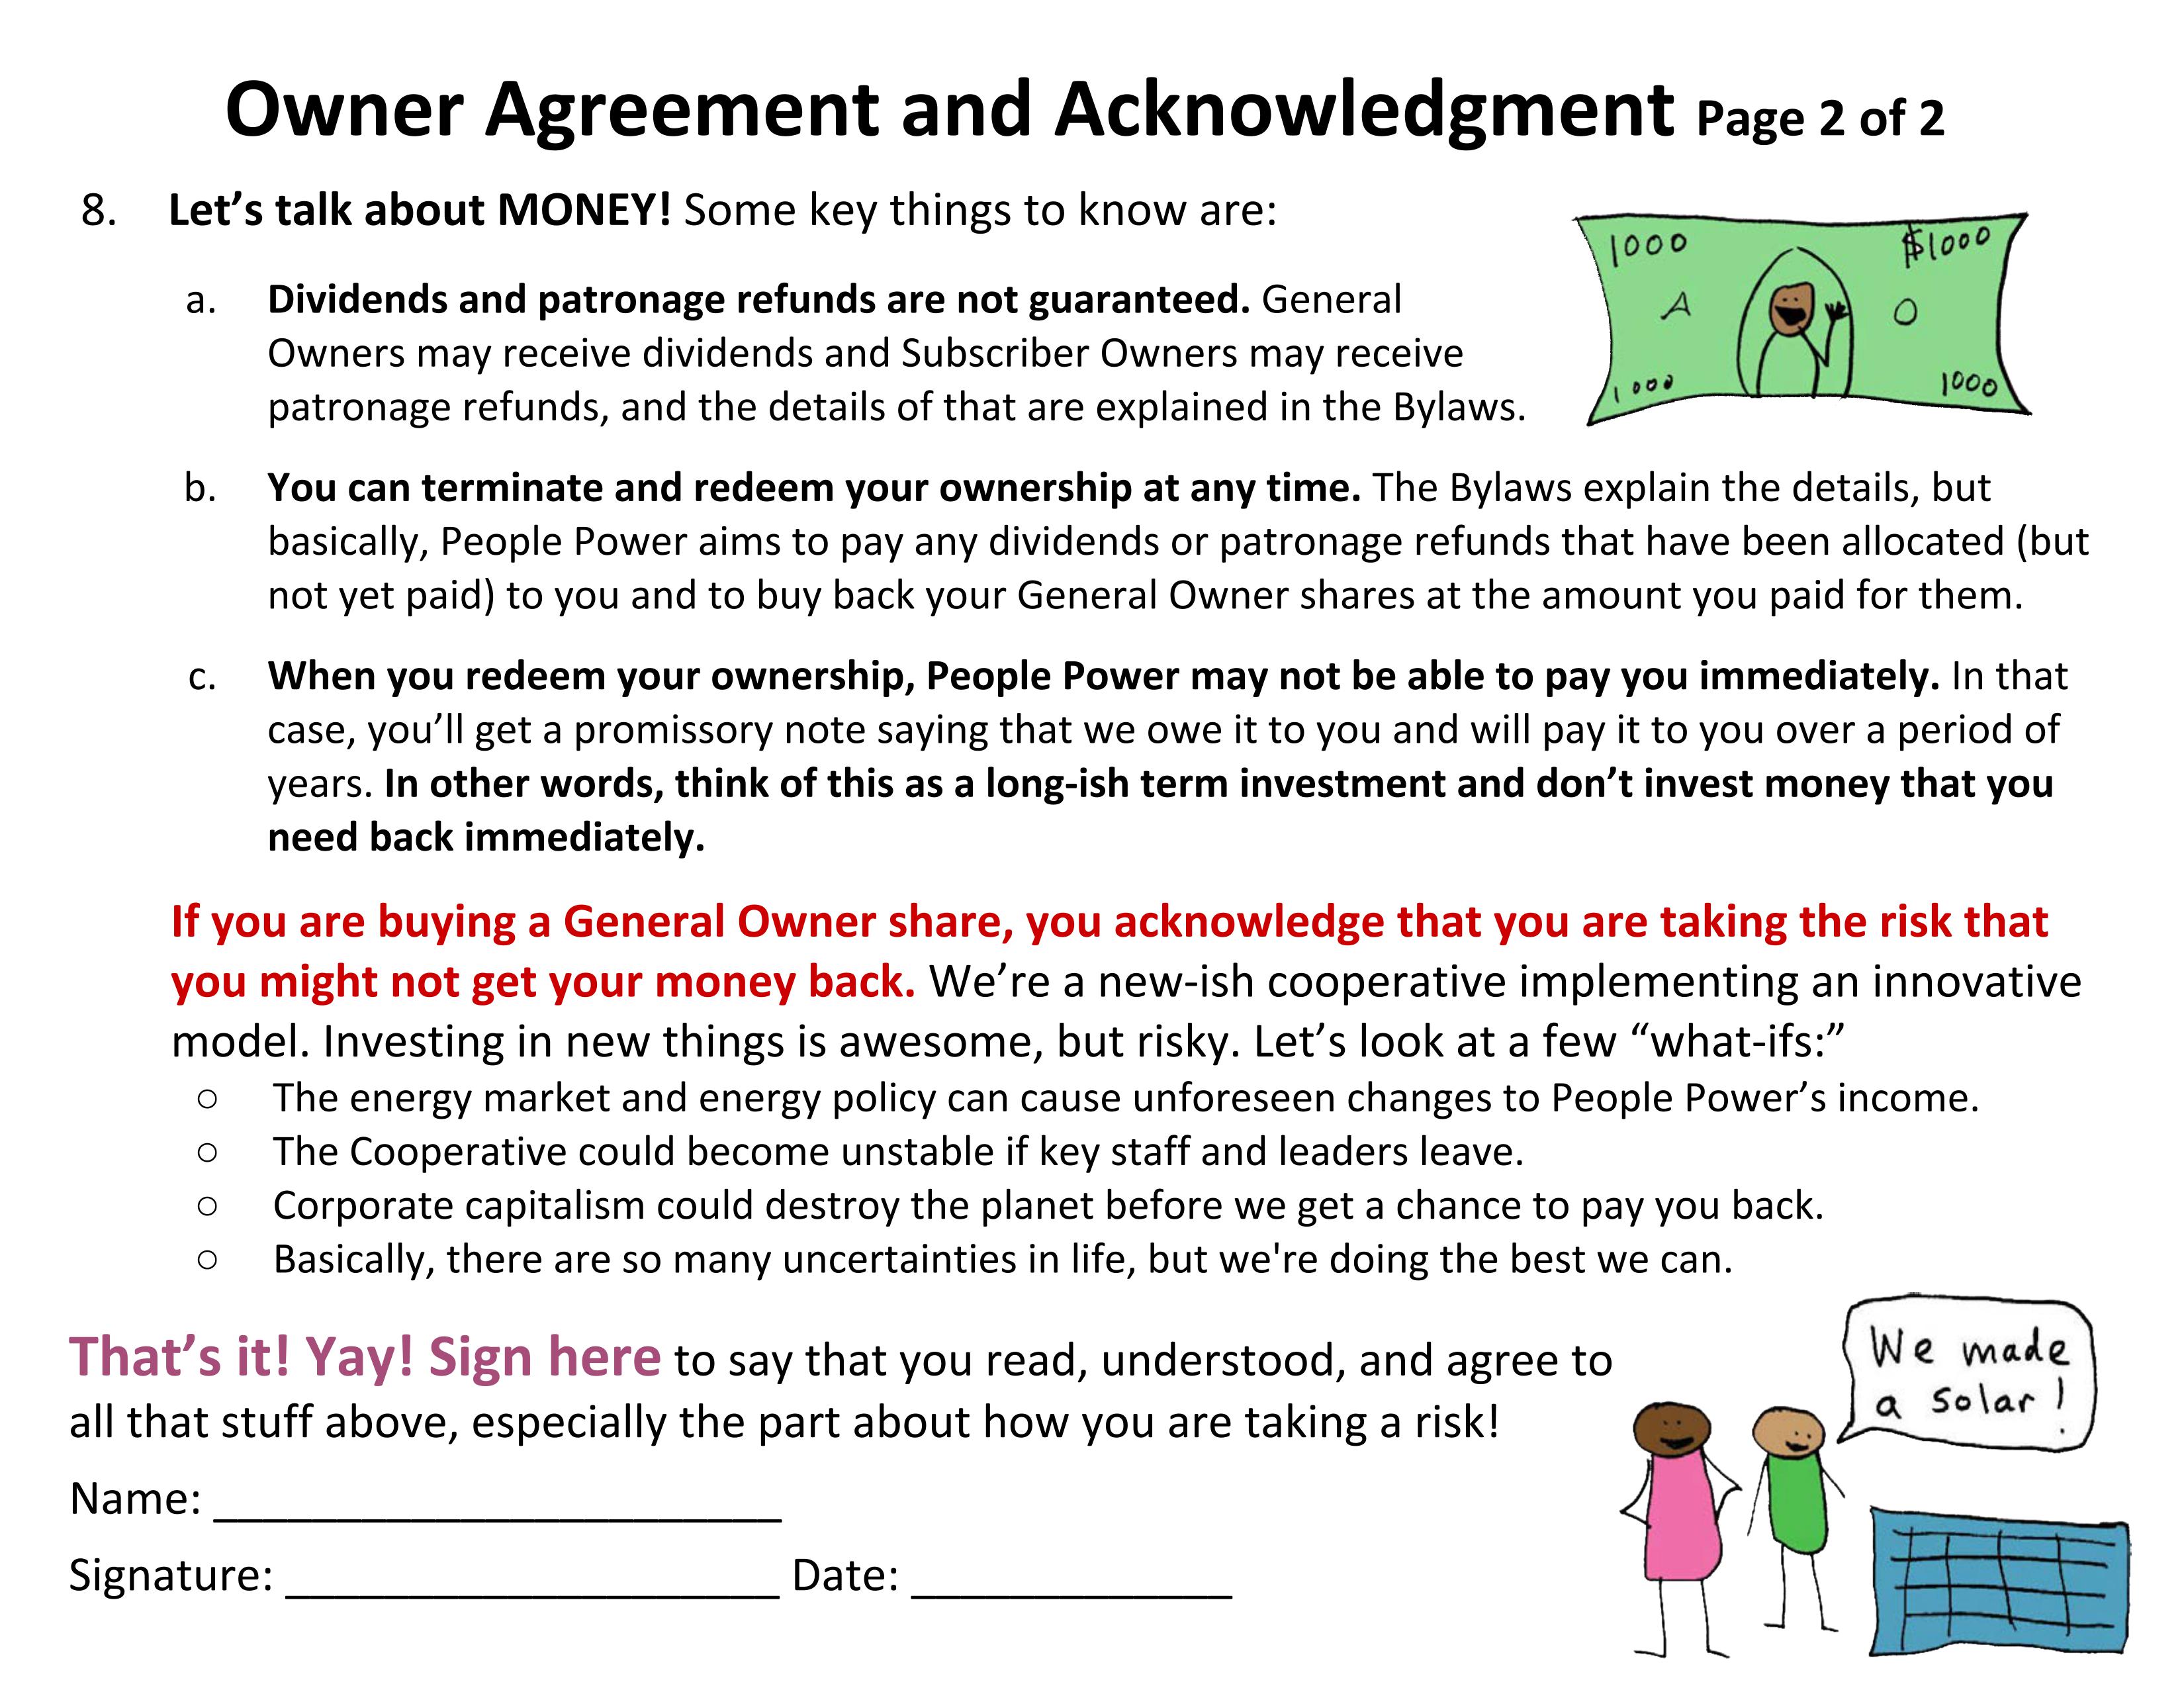 Owner Agreement and Acknowledgment Page 2 of 2
8. Let’s talk about MONEY! Some key things to know are:
1000 $1000
A O
1000 1000
a. Dividends and patronage refunds are not guaranteed. General
Owners may receive dividends and Subscriber Owners may receive
patronage refunds, and the details of that are explained in the Bylaws.
b. You can terminate and redeem your ownership at any time. The Bylaws explain the details, but
basically, People Power aims to pay any dividends or patronage refunds that have been allocated (but
not yet paid) to you and to buy back your General Owner shares at the amount you paid for them.
c. When you redeem your ownership, People Power may not be able to pay you immediately. In that
case, you’ll get a promissory note saying that we owe it to you and will pay it to you over a period of
years. In other words, think of this as a long-ish term investment and don’t invest money that you
need back immediately.
If you are buying a General Owner share, you acknowledge that you are taking the risk that
you might not get your money back. We’re a new-ish cooperative implementing an innovative
model. Investing in new things is awesome, but risky. Let’s look at a few “what-ifs:”
○ The energy market and energy policy can cause unforeseen changes to People Power’s income.
○ The Cooperative could become unstable if key staff and leaders leave.
○ Corporate capitalism could destroy the planet before we get a chance to pay you back.
○ Basically, there are so many uncertainties in life, but we're doing the best we can.
That’s it! Yay! Sign here to say that you read, understood, and agree to
all that stuff above, especially the part about how you are taking a risk!
We made
a solar!
Name: _______________________
Signature: ____________________ Date: _____________